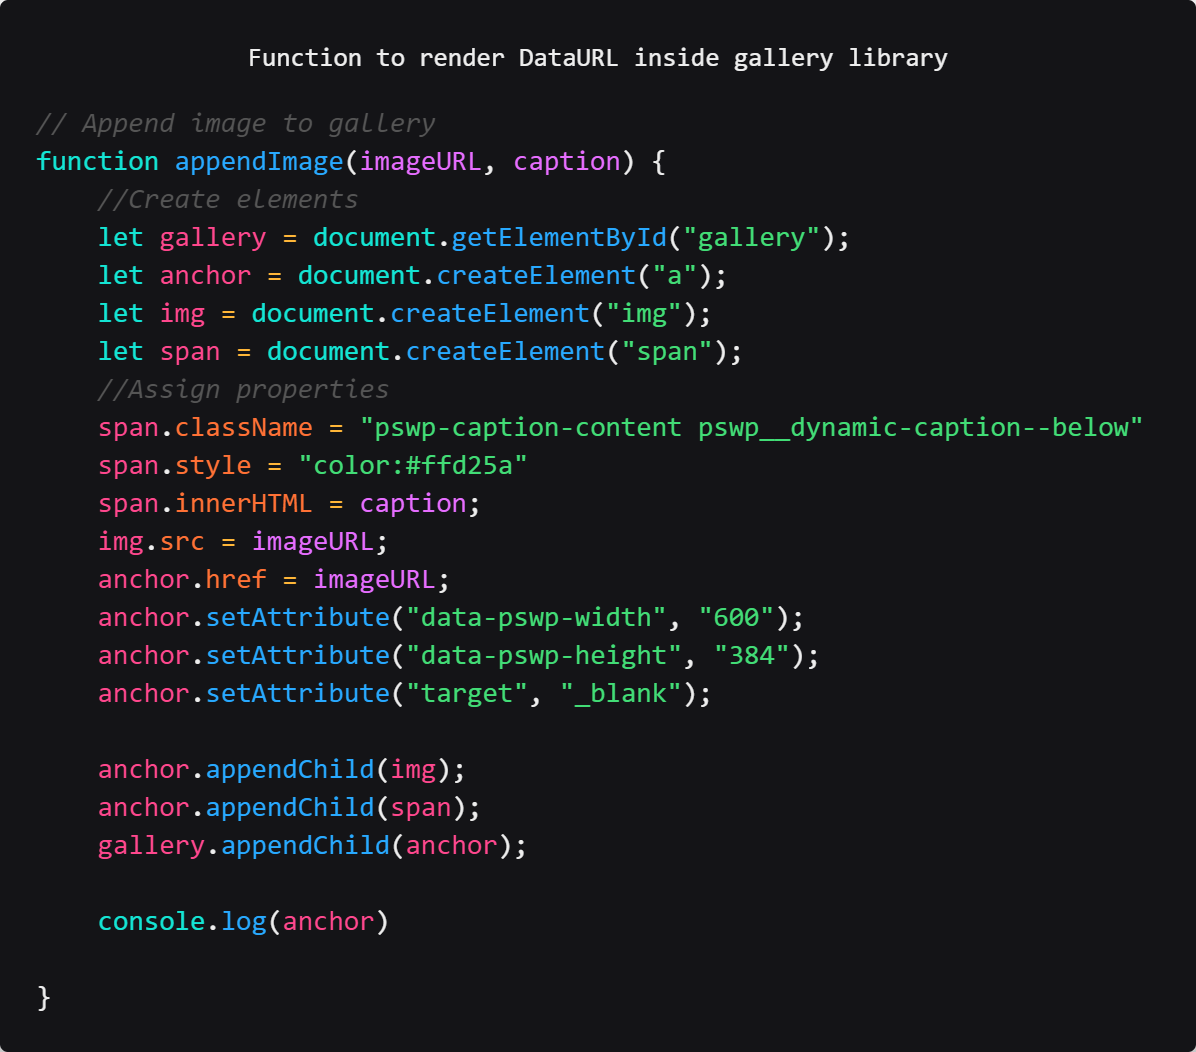 Function to render DataURL inside gallery library
// Append image to gallery
function appendImage(imageURL, caption) {
    //Create elements
    let gallery = document.getElementById("gallery");
    let anchor = document.createElement("a");
    let img = document.createElement("img");
    let span = document.createElement("span");
    //Assign properties
    span.className = "pswp-caption-content pswp__dynamic-caption--below"
    span.style = "color:#ffd25a"
    span.innerHTML = caption;
    img.src = imageURL;
    anchor.href = imageURL;
    anchor.setAttribute("data-pswp-width", "600");
    anchor.setAttribute("data-pswp-height", "384");
    anchor.setAttribute("target", "_blank");
    anchor.appendChild(img);
    anchor.appendChild(span);
    gallery.appendChild(anchor);
    console.log(anchor)
}